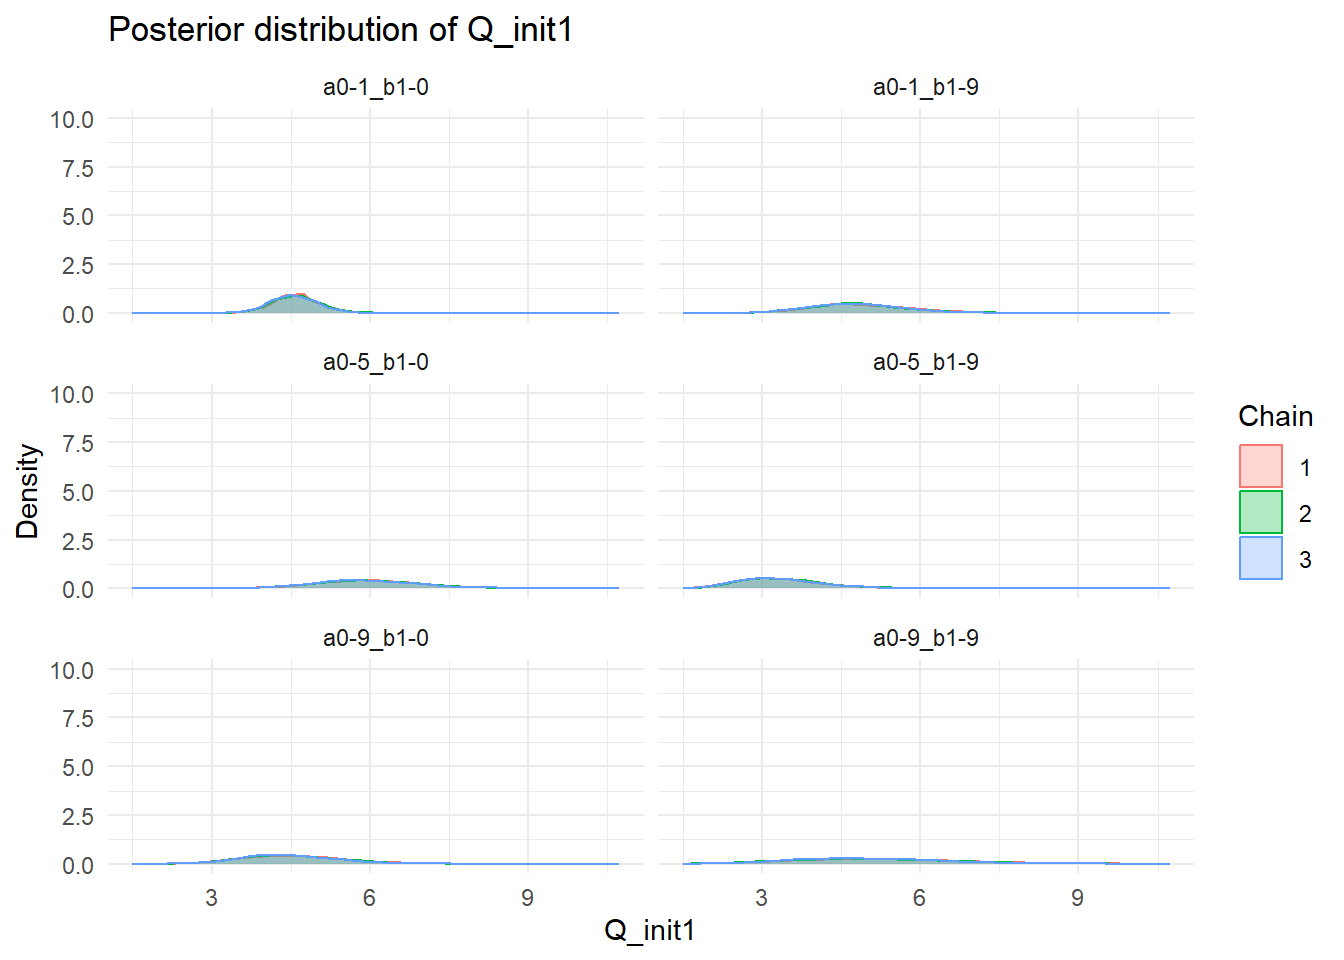 Posterior distribution of Q_init1
a0-1_b1-0
a0-1_b1-9
10.0
7.5
5.0
2.5
0.0
a0-5_b1-0
a0-5_b1-9
10.0
7.5
5.0
2.5
0.0
Density
a0-9_b1-0
a0-9_b1-9
10.0
7.5
5.0
2.5
0.0
3
6
9
3
6
9
Q_init1
Chain
1
2
3